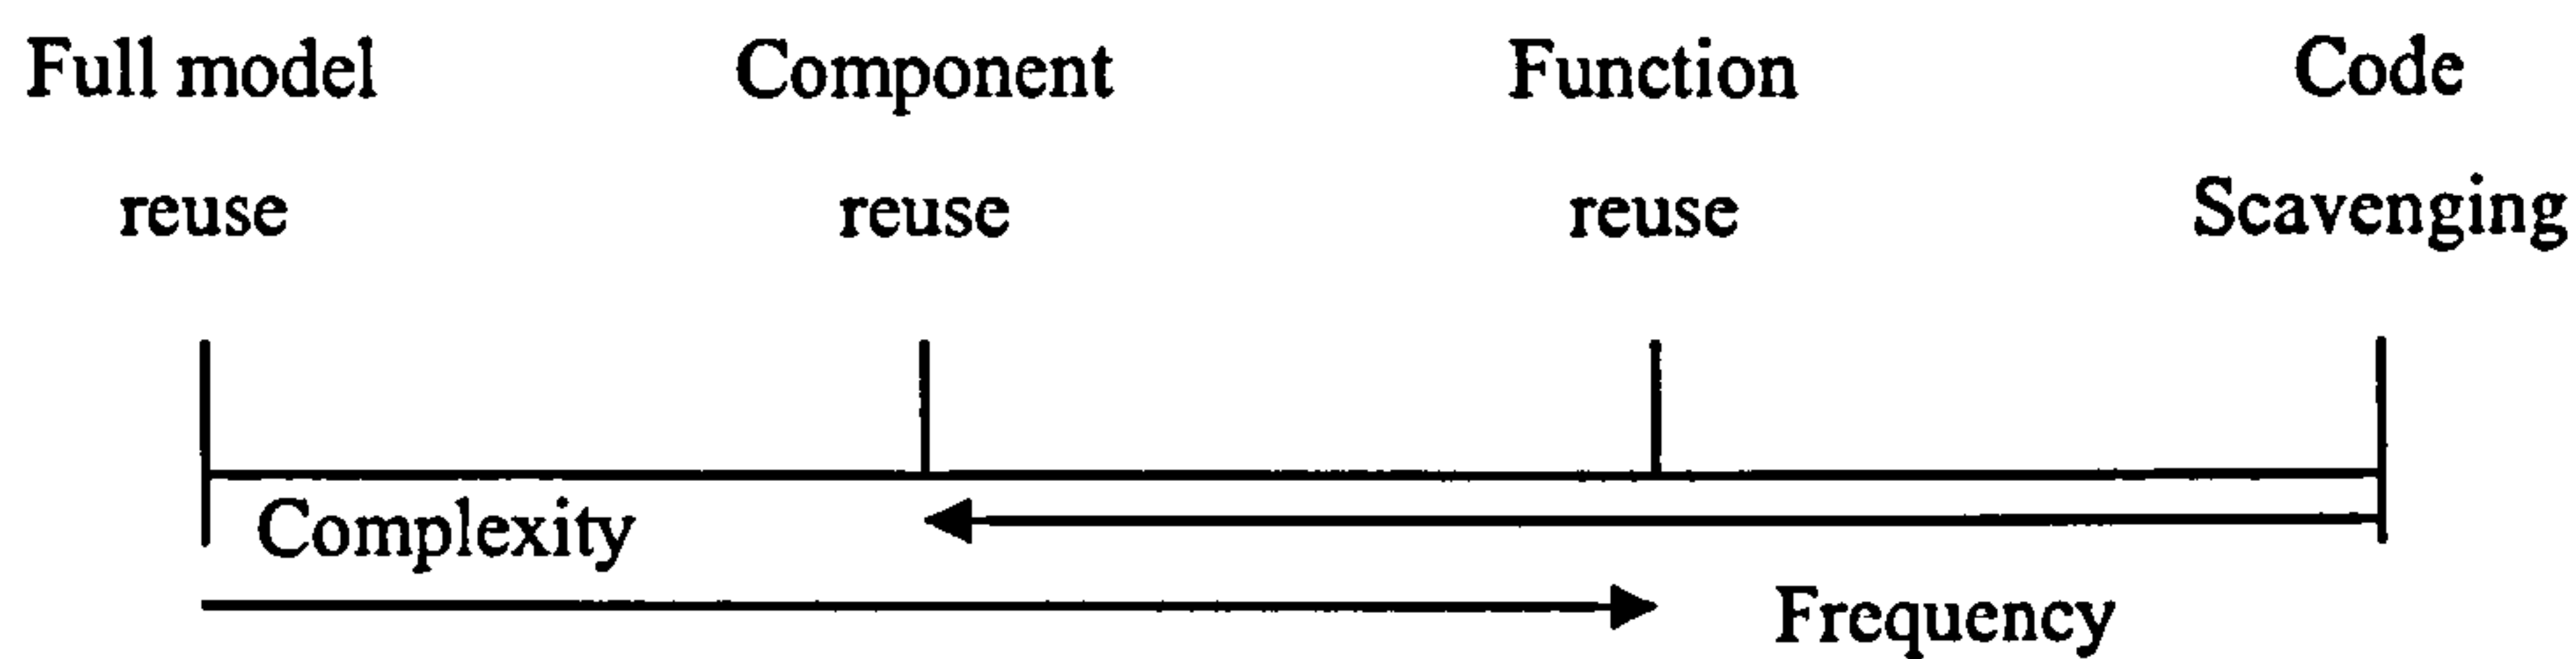 Full model
reuse
Component
reuse
Function
reuse
Code
Scavenging
Complexity
Frequency